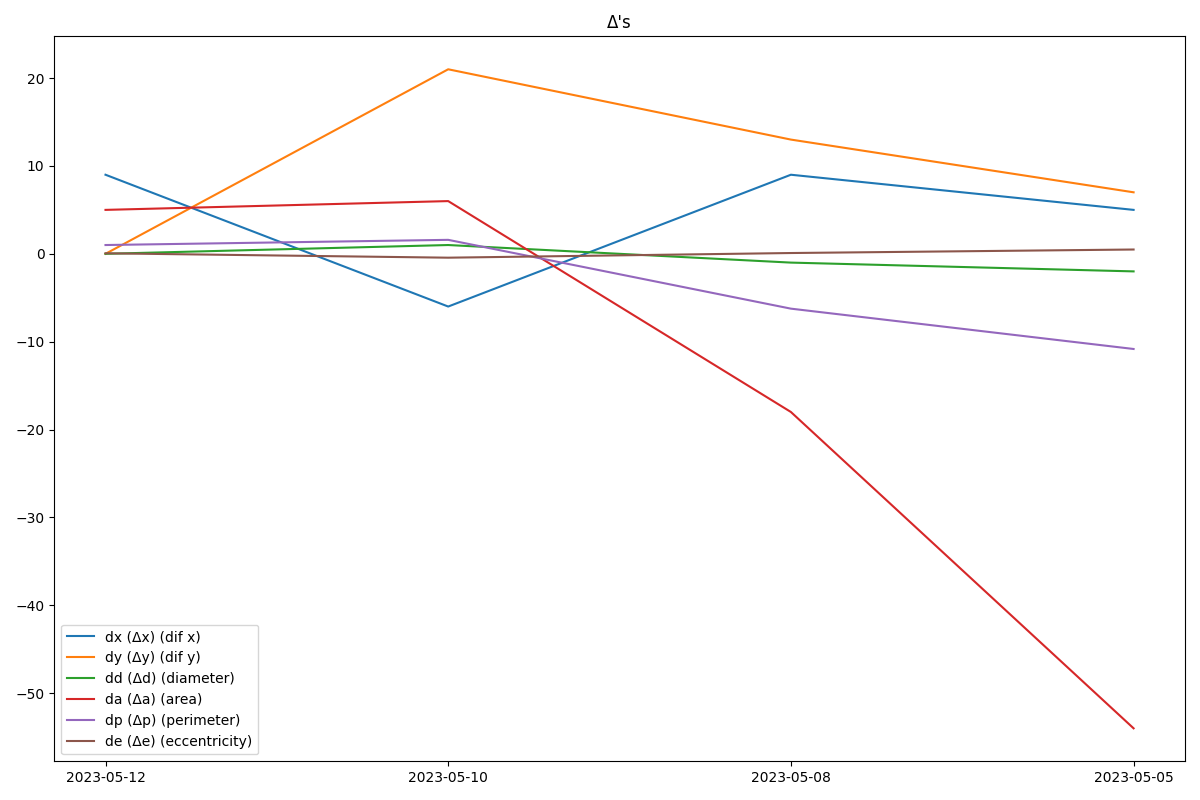 Δ's
20
10
0
−10
−20
−30
−40
−50
dx (Δx) (dif x)
dy (Δy) (dif y)
dd (Δd) (diameter)
da (Δa) (area)
dp (Δp) (perimeter)
de (Δe) (eccentricity)
2023-05-12 2023-05-10 2023-05-08 2023-05-05